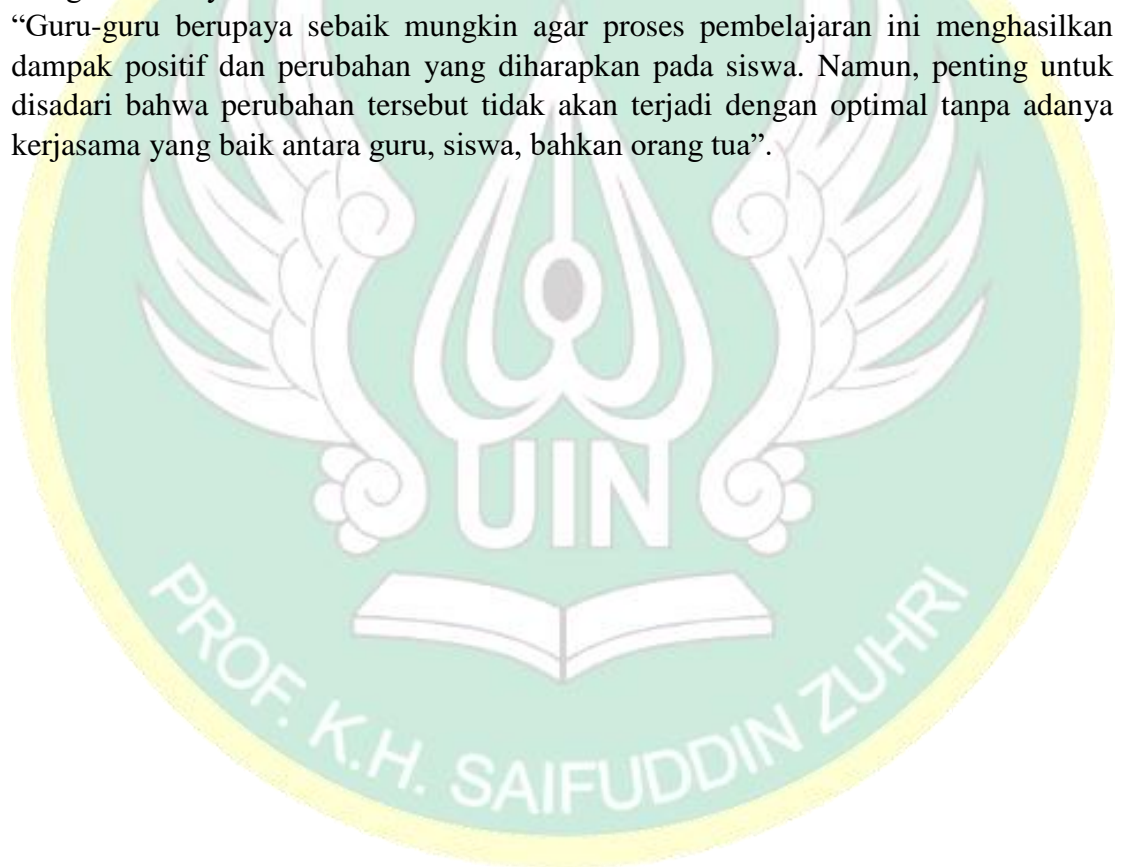 “Guru-guru berupaya sebaik mungkin agar proses pembelajaran ini menghasilkan
dampak positif dan perubahan yang diharapkan pada siswa. Namun, penting untuk
disadari bahwa perubahan tersebut tidak akan terjadi dengan optimal tanpa adanya
kerjasama yang baik antara guru, siswa, bahkan orang tua”.
UIN
PROF. K.H. SAIFUDDIN ZUHRI